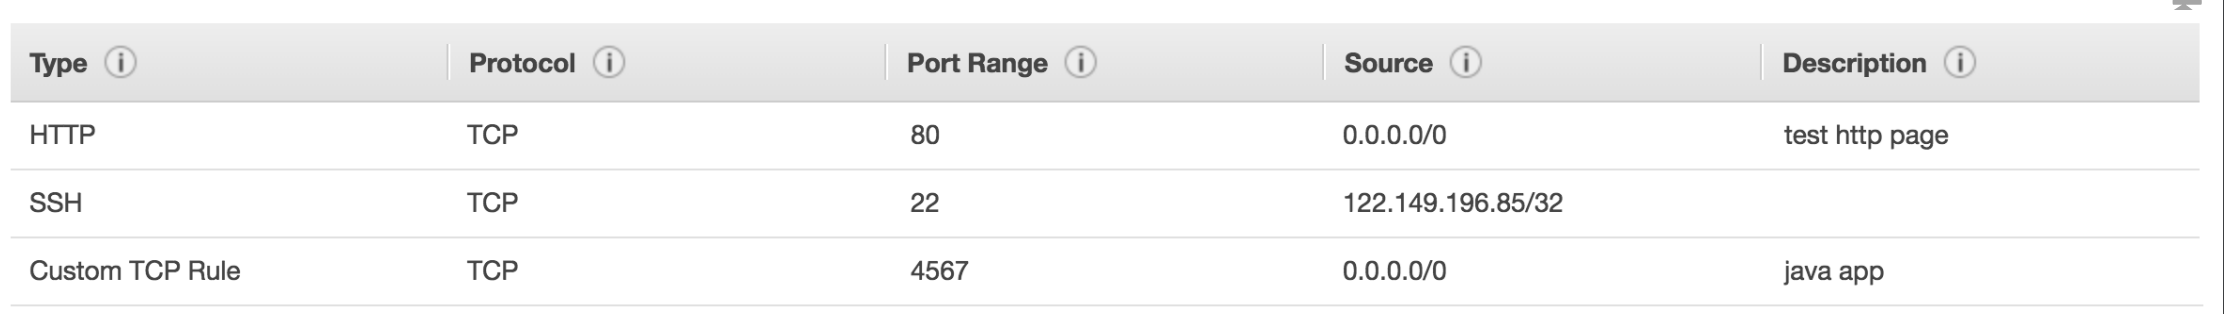 Type Protocol Port Range Source Description
HTTP TCP 80 0.0.0.0/0 test http page
SSH TCP 22 122.149.196.85/32
Custom TCP Rule TCP 4567 0.0.0.0/0 java app